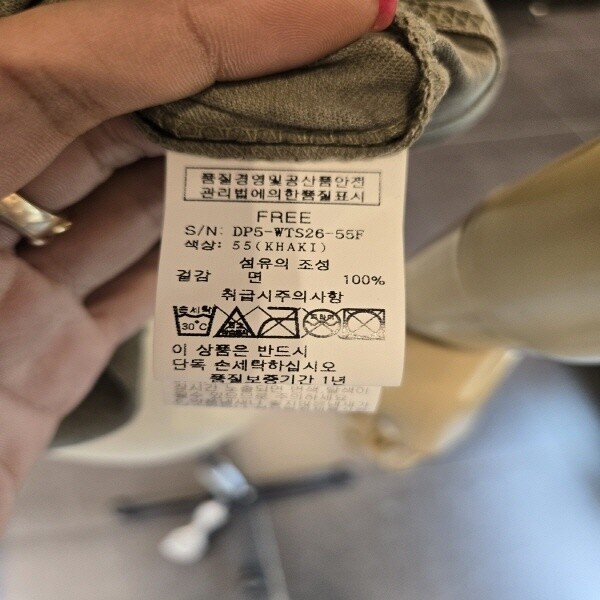 품질경영및공산품안전
관리법에의한품질표시
FREE
S/N: DP5-WTS26-55F
색상: 55(KHAKI)
섬유의 조성
겉감 면 100%
취급시주의사항
손세탁
30°C
이 상품은 반드시
단독 손세탁하십시오
품질보증기간 1년